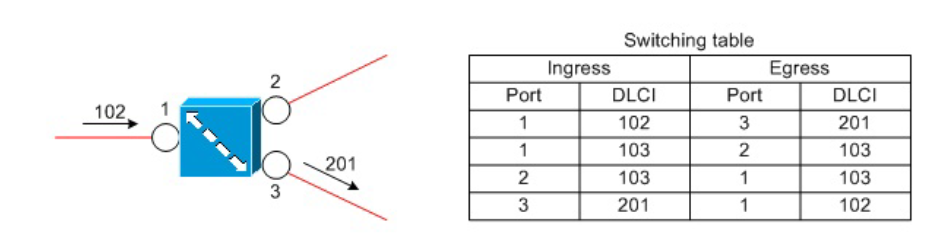 102
1
2
201
3
Switching table
Ingress Egress
Port DLCI Port DLCI
1 102 3 201
1 103 2 103
2 103 1 103
3 201 1 102